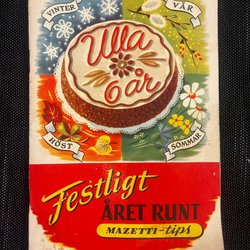 VINTER
VÅR
Ulla
6 år
HÖST
SOMMAR
Festligt
ÅRET RUNT
MAZETTI-tips